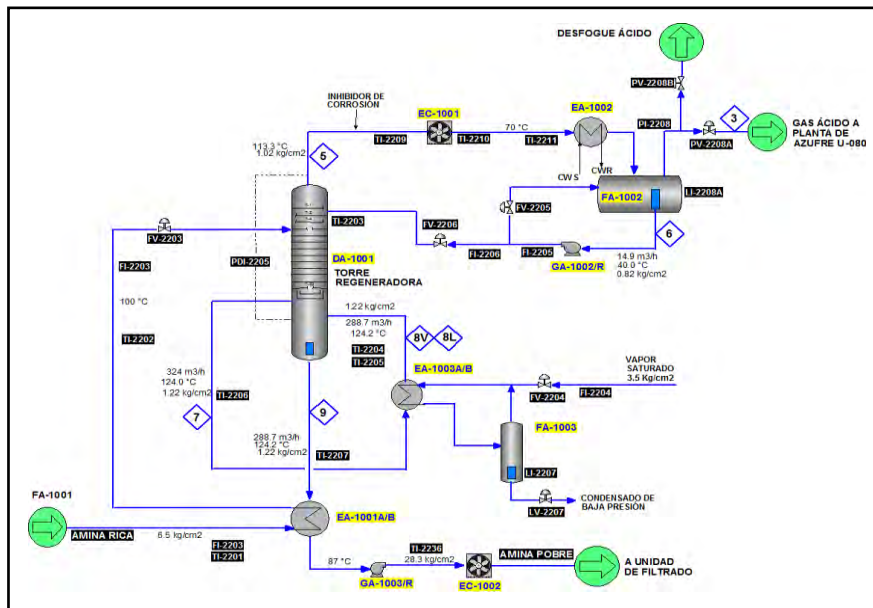 DESFOGUE ÁCIDO
PV-2208B
INHIBIDOR DE
CORROSIÓN
EC-1001
EA-1002
TI-2209
TI-2210
70 °C
TI-2211
PI-2208
3
GAS ÁCIDO A
PLANTA DE
AZUFRE U-080
PV-2208A
113.3 °C
1.02 kg/cm2
5
CWS
CWR
FA-1002
LI-2208A
TI-2203
FV-2205
FV-2206
6
FV-2203
FI-2203
PDI-2205
DA-1001
TORRE
REGENERADORA
FI-2206
FI-2205
GA-1002/R
14.9 m3/h
40.0 °C
0.82 kg/cm2
100 °C
TI-2202
1.22 kg/cm2
288.7 m3/h
124.2 °C
TI-2204
TI-2205
8V
8L
EA-1003A/B
VAPOR
SATURADO
3.5 Kg/cm2
FV-2204
FI-2204
324 m3/h
124.0 °C
1.22 kg/cm2
TI-2206
7
9
FA-1003
288.7 m3/h
124.2 °C
1.22 kg/cm2
TI-2207
LI-2207
CONDENSADO DE
BAJA PRESIÓN
LV-2207
FA-1001
EA-1001A/B
AMINA RICA
6.5 kg/cm2
FI-2203
TI-2201
87 °C
GA-1003/R
TI-2236
28.3 kg/cm2
EC-1002
AMINA POBRE
A UNIDAD
DE FILTRADO